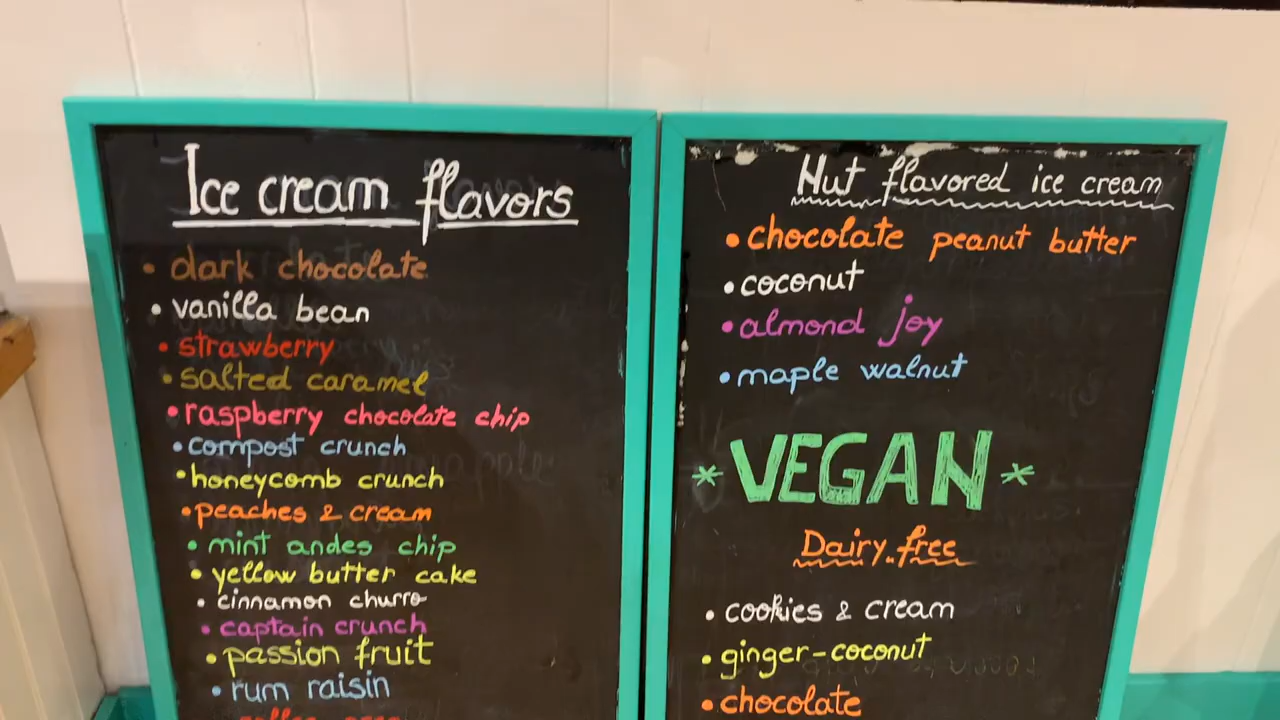 Ice cream flavors
• dark chocolate
• vanilla bean
• strawberry
• salted caramel
• raspberry chocolate chip
• compost crunch
• honeycomb crunch
• peaches & cream
• mint andes chip
• yellow butter cake
• cinnamon churro
• captain crunch
• passion fruit
• rum raisin
Nut flavored ice cream
• chocolate peanut butter
• coconut
• almond joy
• maple walnut
* VEGAN *
Dairy free
• cookies & cream
• ginger-coconut
• chocolate